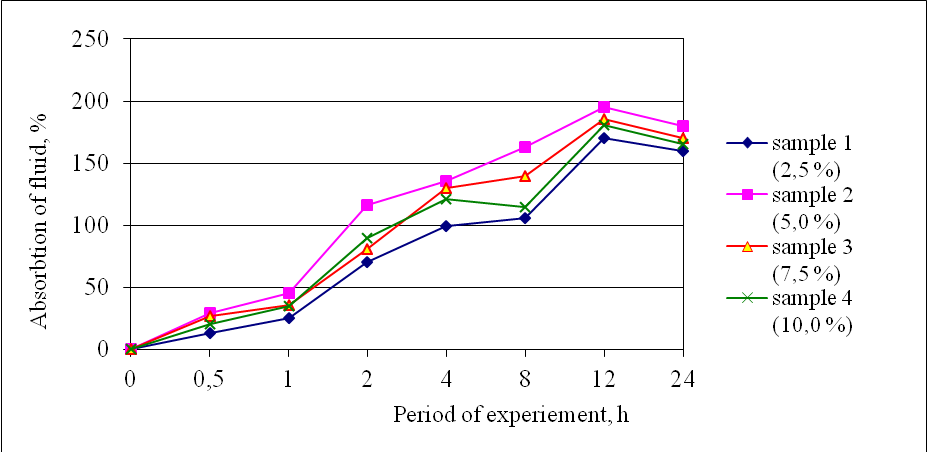 250
200
150
100
50
0
Absorbtion of fluid, %
0 0,5 1 2 4 8 12 24
Period of experiement, h
sample 1
(2,5 %)
sample 2
(5,0 %)
sample 3
(7,5 %)
sample 4
(10,0 %)